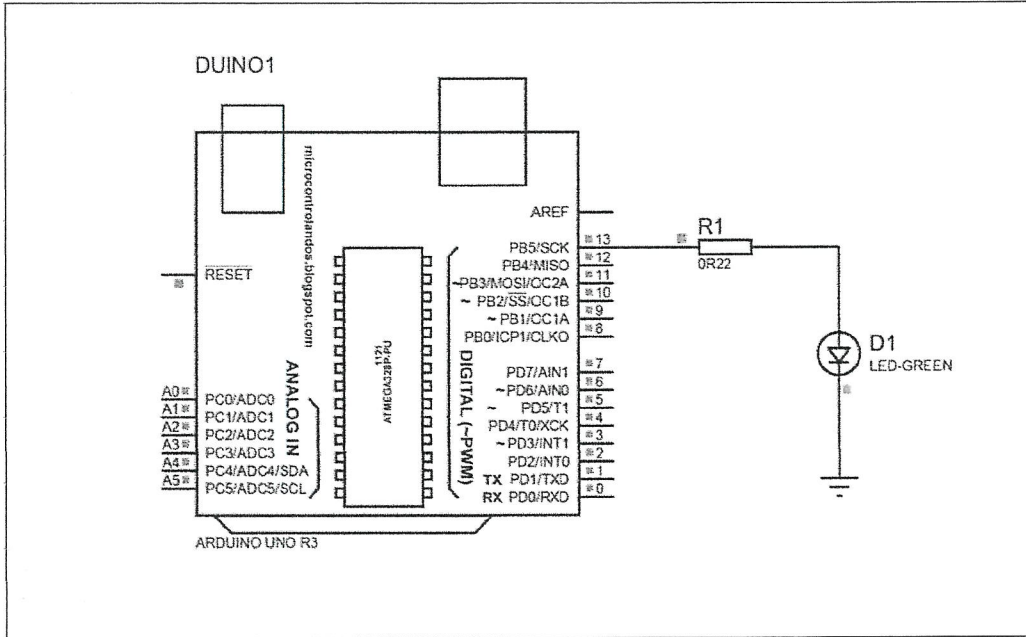 DUINO1
microcontrolandos.blogspot.com
AREF
RESET
PB5/SCK 13
PB4/MISO 12
~PB3/MOSI/OC2A 11
~ PB2/SS/OC1B 10
~ PB1/OC1A 9
PB0/ICP1/CLKO 8
PD7/AIN1 7
~PD6/AIN0 6
~ PD5/T1 5
PD4/T0/XCK 4
~PD3/INT1 3
PD2/INT0 2
TX PD1/TXD 1
RX PD0/RXD 0
DIGITAL (~PWM)
1121
ATMEGA328P-PU
ANALOG IN
A0 PC0/ADC0
A1 PC1/ADC1
A2 PC2/ADC2
A3 PC3/ADC3
A4 PC4/ADC4/SDA
A5 PC5/ADC5/SCL
ARDUINO UNO R3
R1
0R22
D1
LED-GREEN